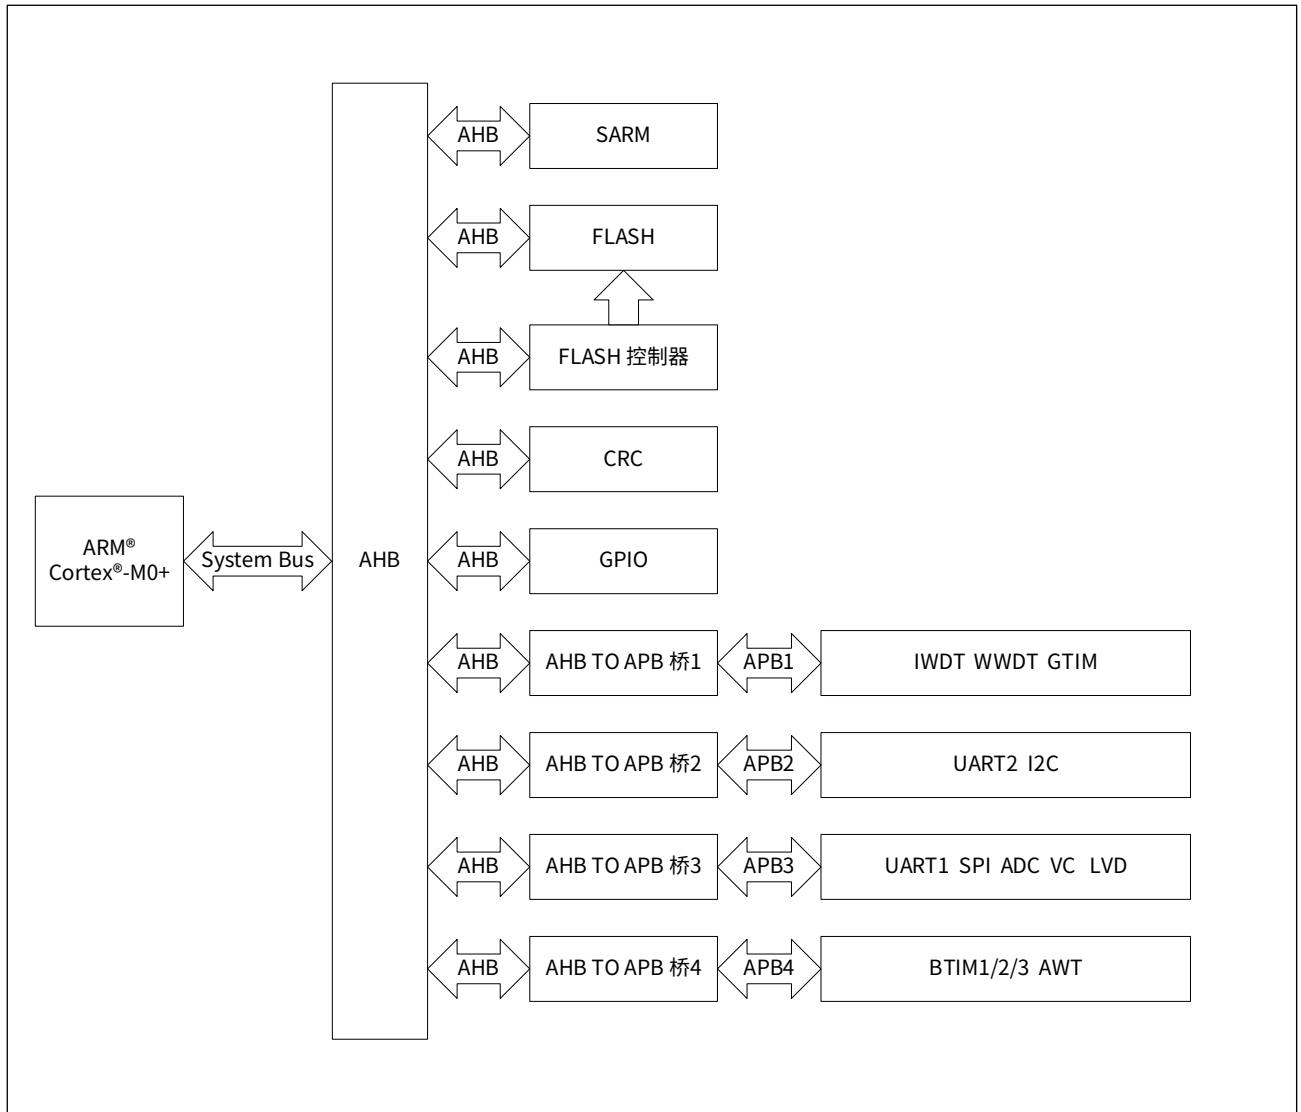 AHB SARM
AHB FLASH
AHB FLASH 控制器
AHB CRC
ARM®
Cortex®-M0+
System Bus AHB AHB GPIO
AHB AHB TO APB 桥1 APB1 IWDT WWDT GTIM
AHB AHB TO APB 桥2 APB2 UART2 I2C
AHB AHB TO APB 桥3 APB3 UART1 SPI ADC VC LVD
AHB AHB TO APB 桥4 APB4 BTIM1/2/3 AWT